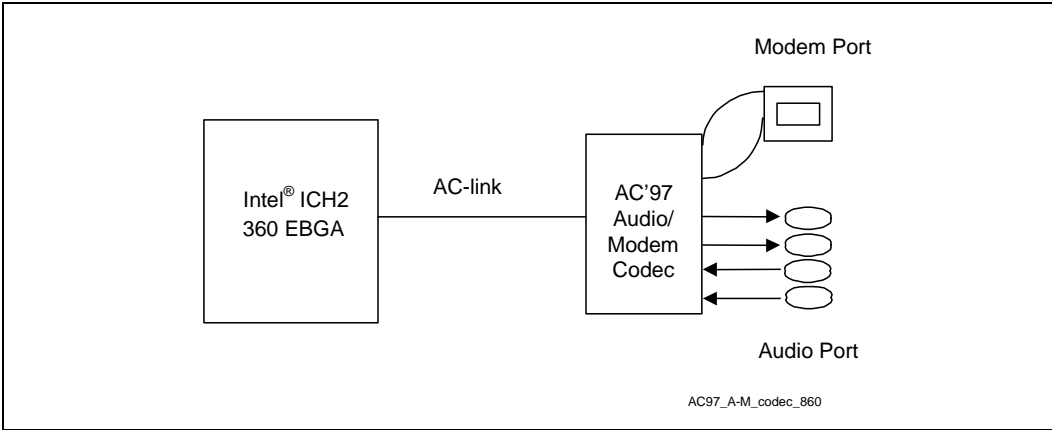 Modem Port
Intel® ICH2
360 EBGA
AC-link
AC'97
Audio/
Modem
Codec
Audio Port
AC97_A-M_codec_860